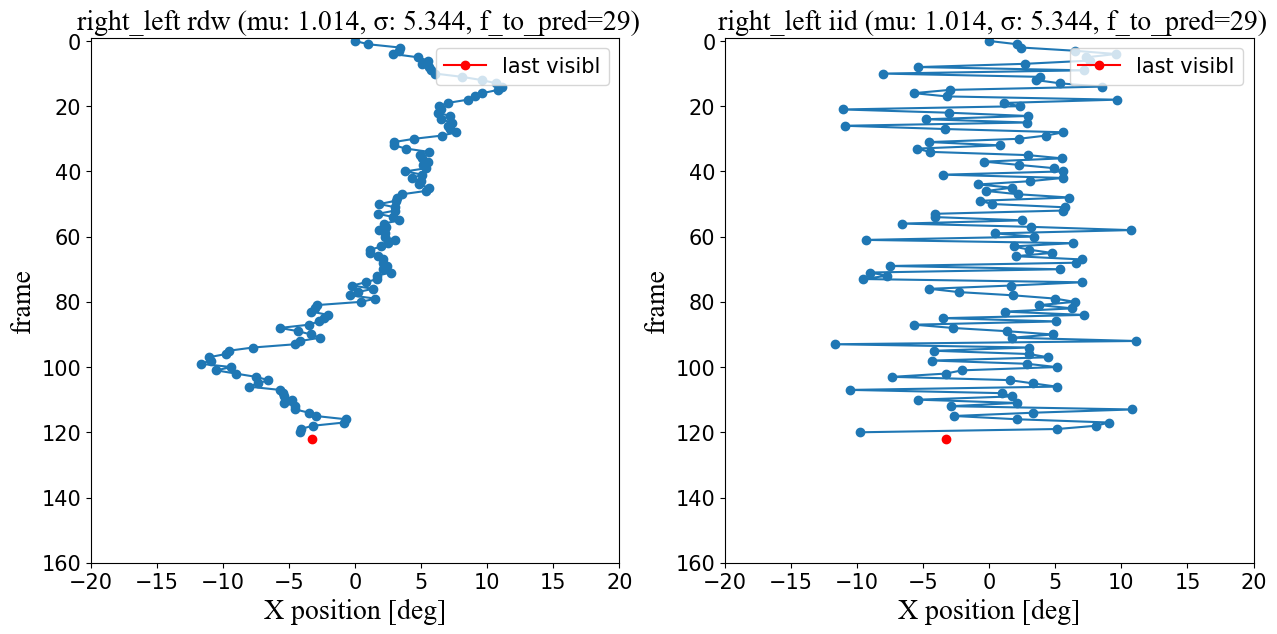 right_left rdw (mu: 1.014, σ: 5.344, f_to_pred=29)
last visibl
0
20
40
60
80
100
120
140
160
frame
−20 −15 −10 −5 0 5 10 15 20
X position [deg]
right_left iid (mu: 1.014, σ: 5.344, f_to_pred=29)
last visibl
0
20
40
60
80
100
120
140
160
frame
−20 −15 −10 −5 0 5 10 15 20
X position [deg]